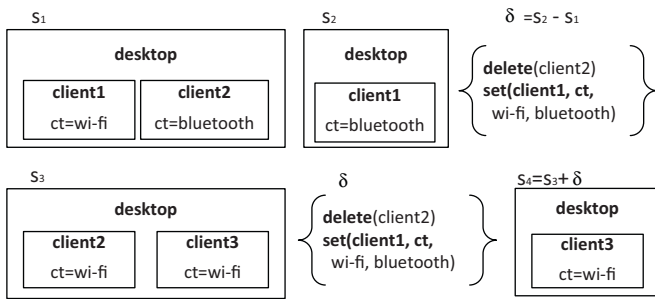 s₁ s₂ δ =s₂ - s₁
desktop desktop
client1 client2 client1
ct=wi-fi ct=bluetooth ct=bluetooth
delete(client2)
set(client1, ct,
wi-fi, bluetooth)
s₃ δ s₄=s₃+ δ
desktop desktop
client2 client3 client3
ct=wi-fi ct=wi-fi ct=wi-fi
delete(client2)
set(client1, ct,
wi-fi, bluetooth)